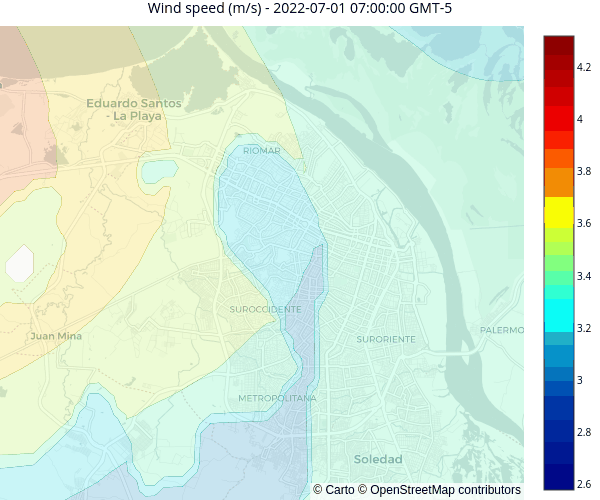 Wind speed (m/s) - 2022-07-01 07:00:00 GMT-5
4.2
Eduardo Santos
- La Playa
4
RIOMAR
3.8
3.6
3.4
SUROCCIDENTE
3.2
PALERMO
Juan Mina
SURORIENTE
3
METROPOLITANA
2.8
Soledad
2.6
© Carto © OpenStreetMap contributors